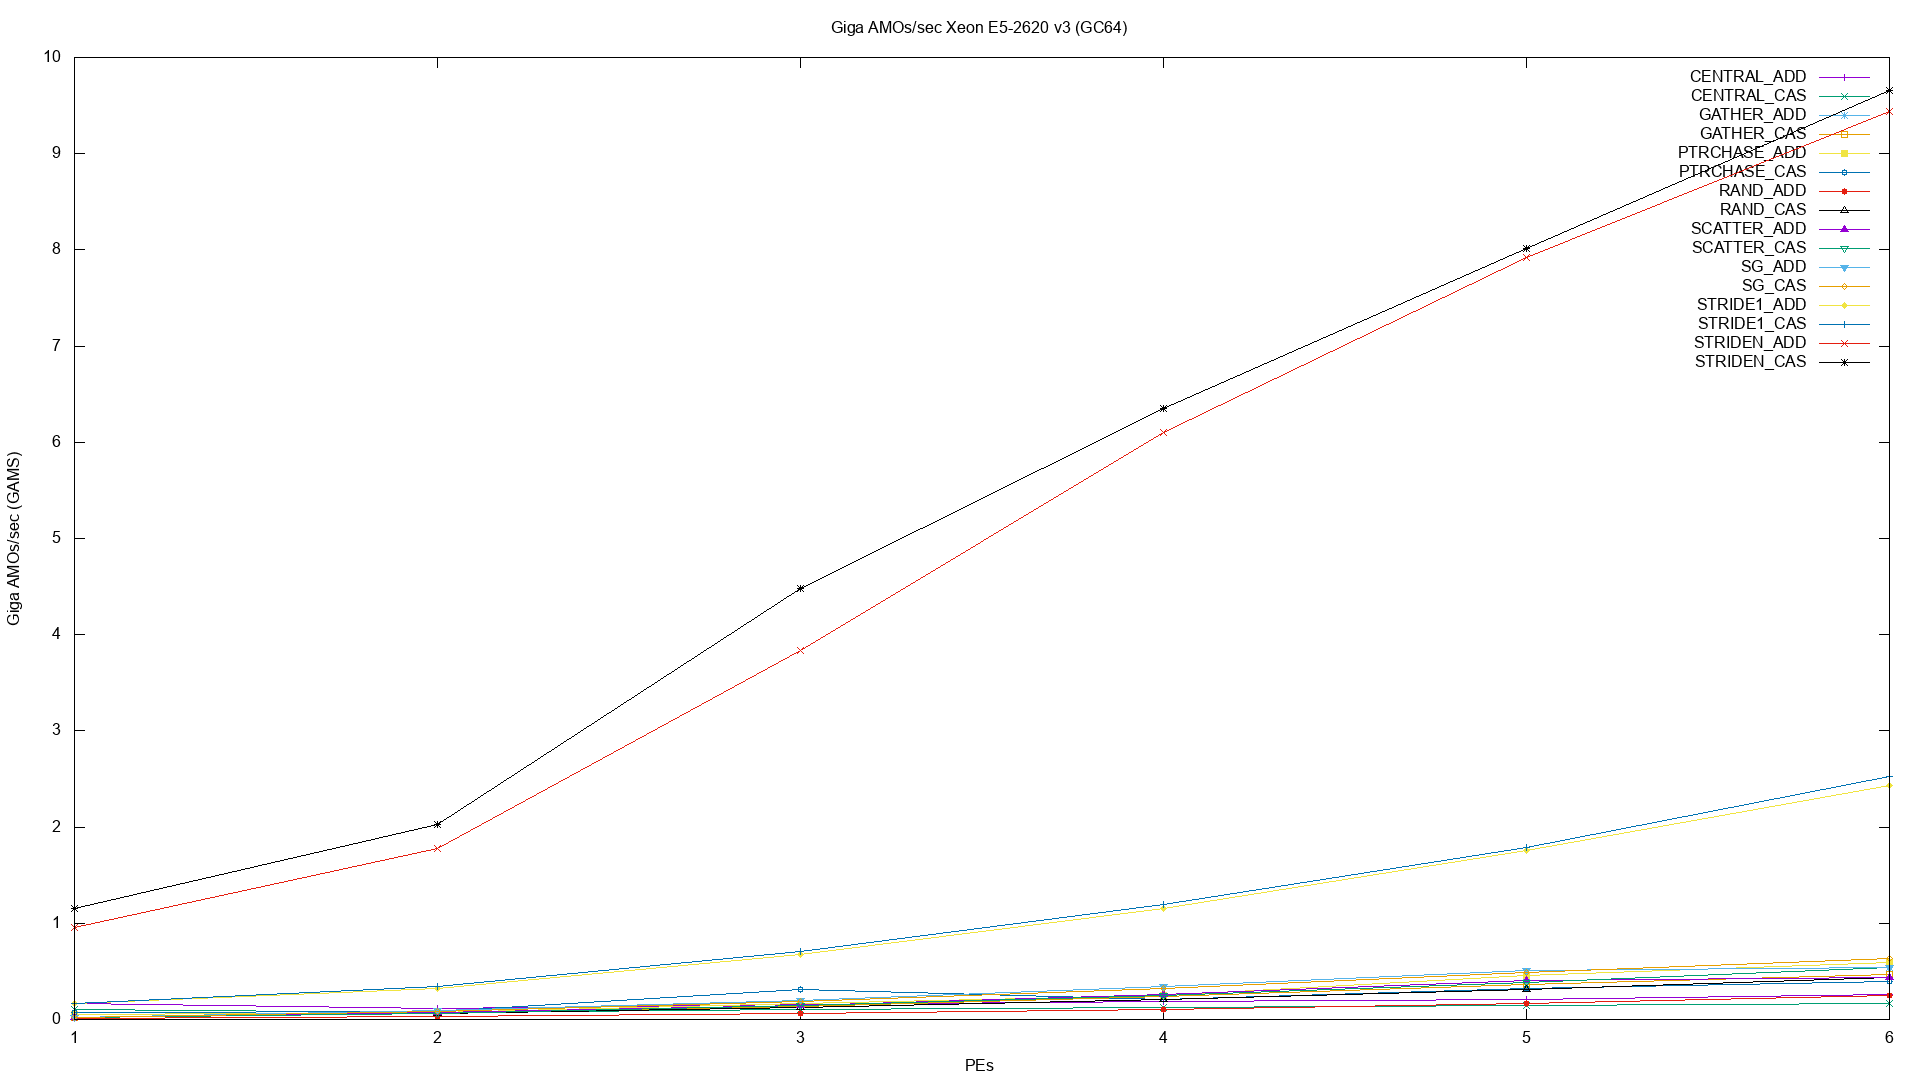 Giga AMOs/sec Xeon E5-2620 v3 (GC64)
10
9
8
7
6
5
4
3
2
1
0
Giga AMOs/sec (GAMS)
CENTRAL_ADD
CENTRAL_CAS
GATHER_ADD
GATHER_CAS
PTRCHASE_ADD
PTRCHASE_CAS
RAND_ADD
RAND_CAS
SCATTER_ADD
SCATTER_CAS
SG_ADD
SG_CAS
STRIDE1_ADD
STRIDE1_CAS
STRIDEN_ADD
STRIDEN_CAS
1 2 3 4 5 6
PEs